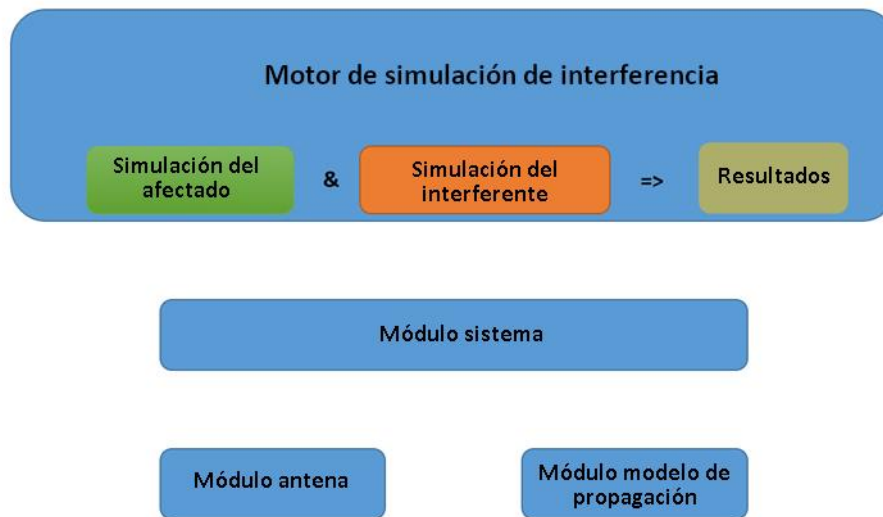 Motor de simulación de interferencia
Simulación del
afectado
&
Simulación del
interferente
=>
Resultados
Módulo sistema
Módulo antena
Módulo modelo de
propagación